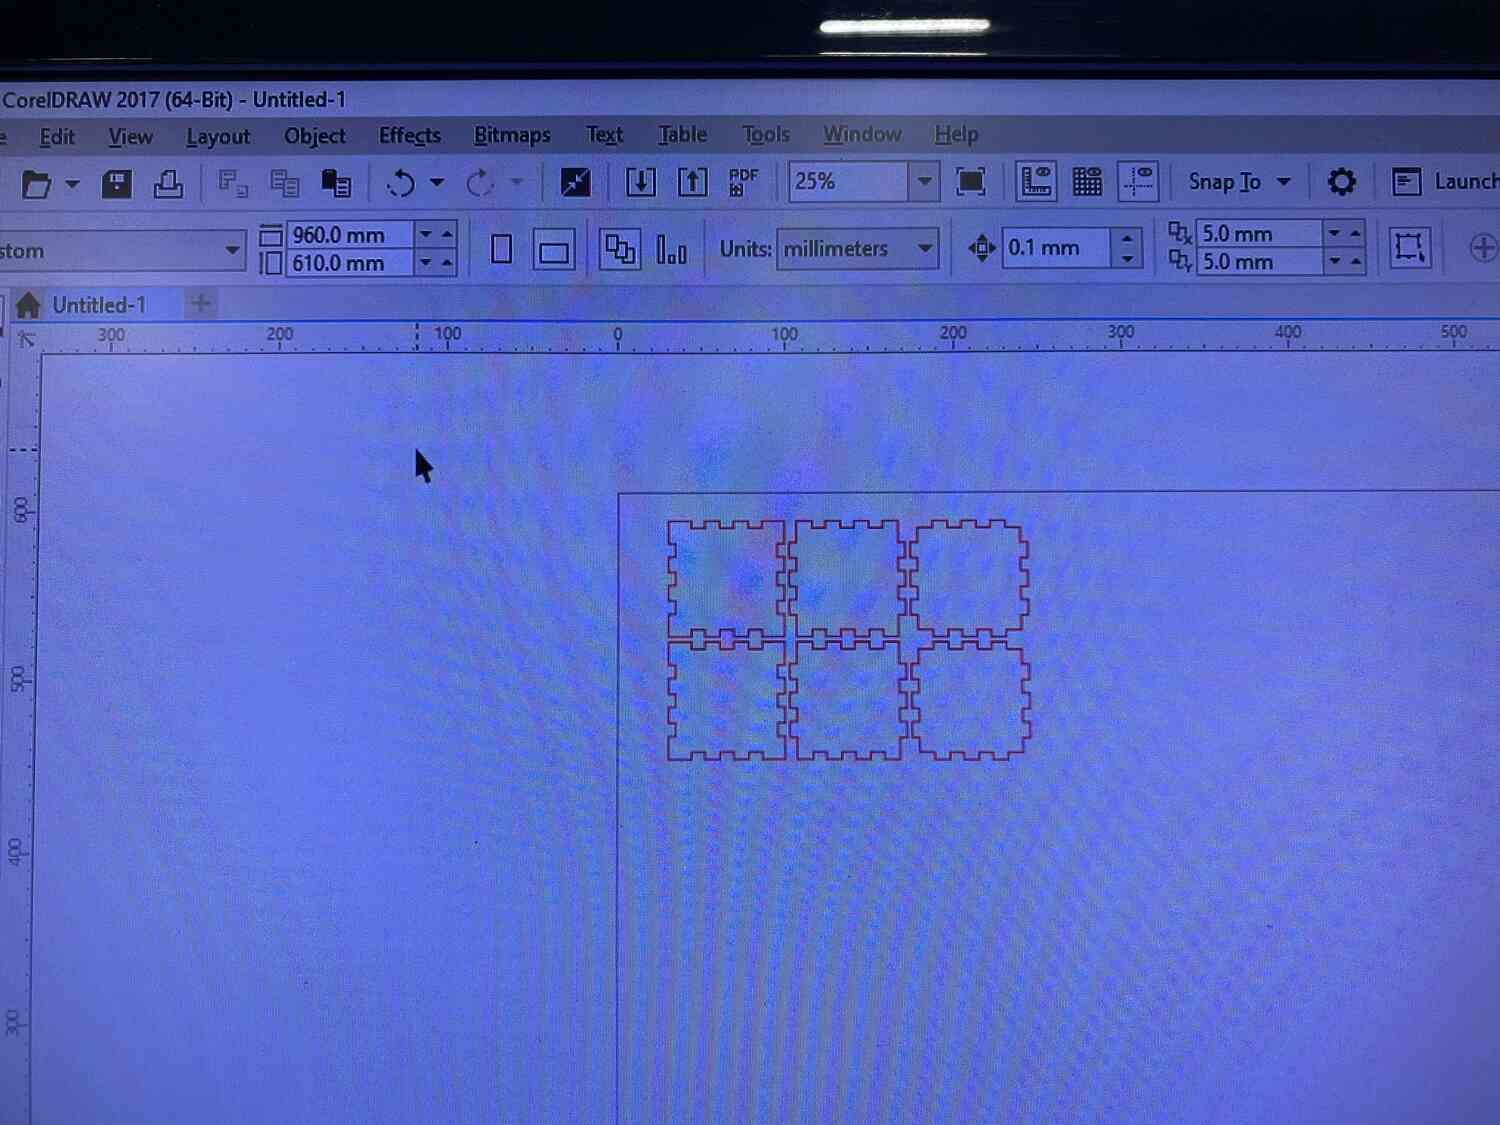 CorelDRAW 2017 (64-Bit) - Untitled-1
e Edit View Layout Object Effects Bitmaps Text Table Tools Window Help
PDF 25% Snap To Launch
stom 960.0 mm 610.0 mm Units: millimeters 0.1 mm 5.0 mm 5.0 mm
Untitled-1
300 200 100 0 100 200 300 400 500
600
500
400
300